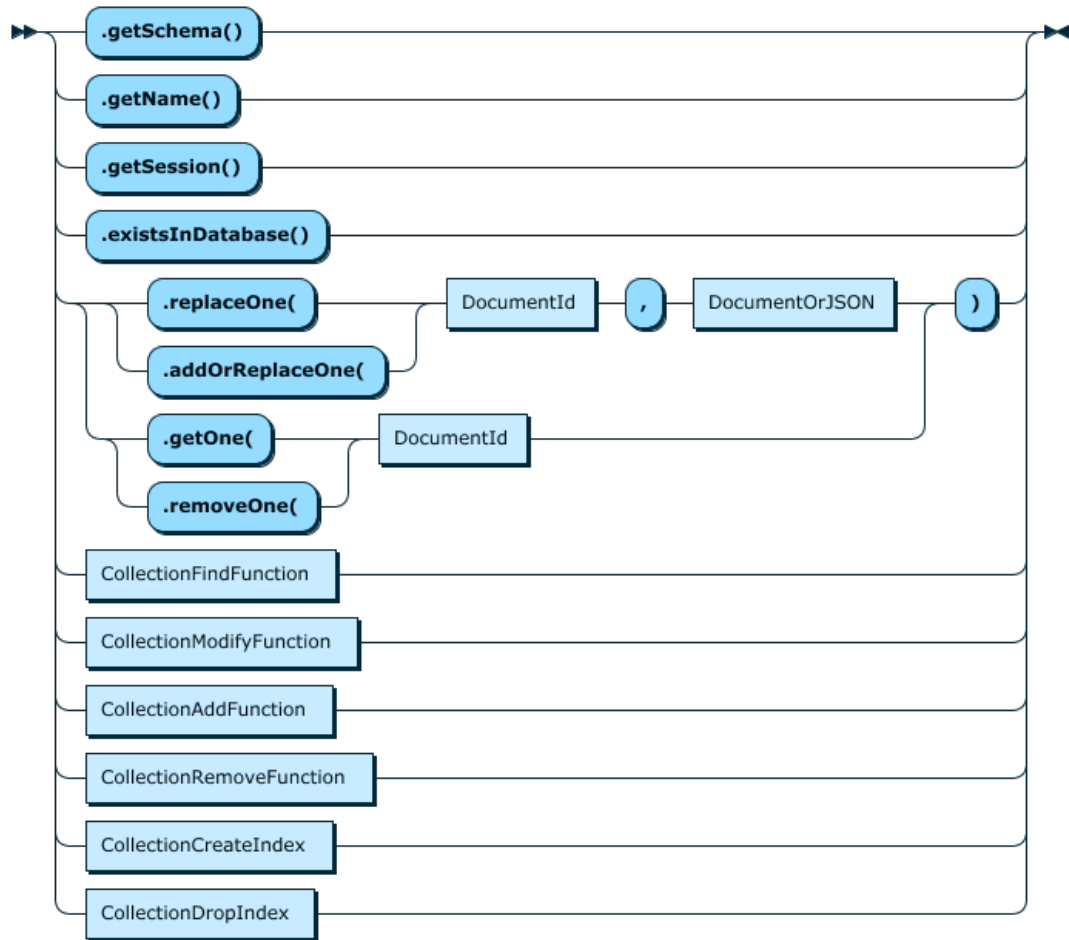 .getSchema()
.getName()
.getSession()
.existsInDatabase()
.replaceOne( DocumentId , DocumentOrJSON )
.addOrReplaceOne(
.getOne( DocumentId
.removeOne(
CollectionFindFunction
CollectionModifyFunction
CollectionAddFunction
CollectionRemoveFunction
CollectionCreateIndex
CollectionDropIndex